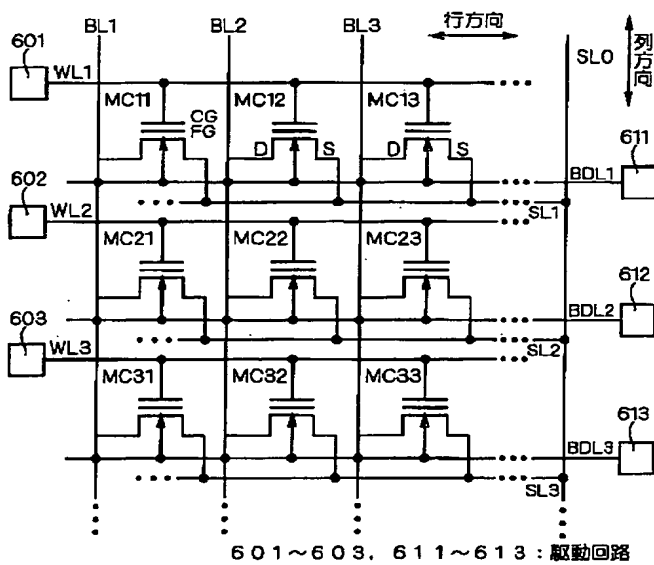 601
BL1
BL2
BL3
行方向
SL0
列方向
WL1
MC11
MC12
MC13
CG
FG
D
S
D
S
611
BDL1
SL1
602
WL2
MC21
MC22
MC23
612
BDL2
SL2
603
WL3
MC31
MC32
MC33
613
BDL3
SL3
601〜603, 611〜613:駆動回路